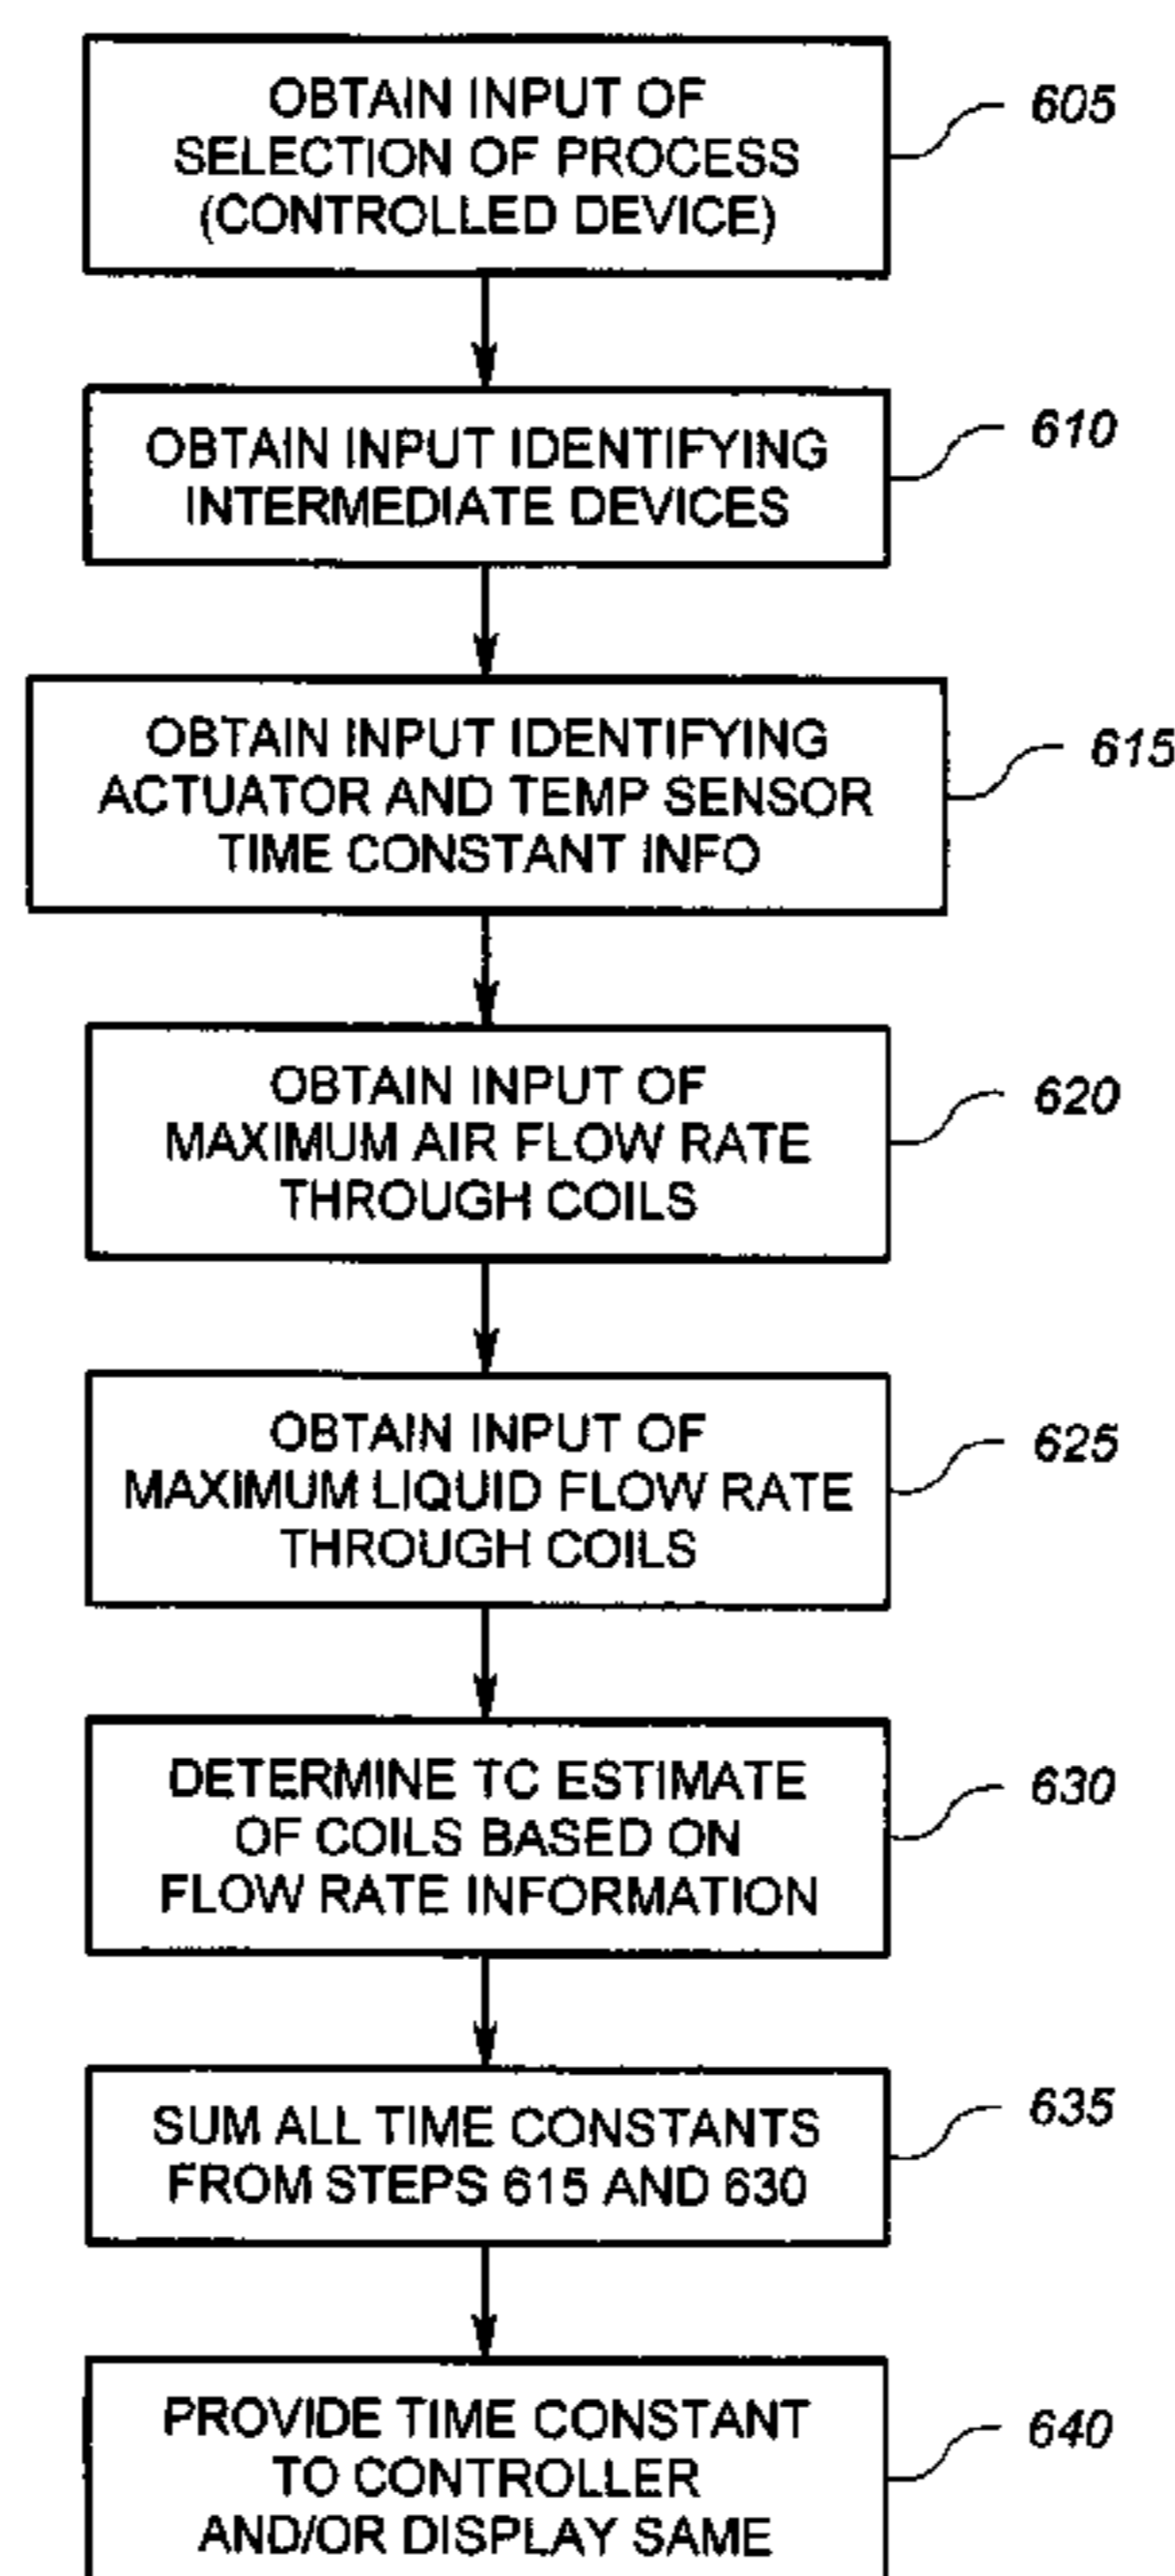 OBTAIN INPUT OF
SELECTION OF PROCESS
(CONTROLLED DEVICE)
605
OBTAIN INPUT IDENTIFYING
INTERMEDIATE DEVICES
610
OBTAIN INPUT IDENTIFYING
ACTUATOR AND TEMP SENSOR
TIME CONSTANT INFO
615
OBTAIN INPUT OF
MAXIMUM AIR FLOW RATE
THROUGH COILS
620
OBTAIN INPUT OF
MAXIMUM LIQUID FLOW RATE
THROUGH COILS
625
DETERMINE TC ESTIMATE
OF COILS BASED ON
FLOW RATE INFORMATION
630
SUM ALL TIME CONSTANTS
FROM STEPS 615 AND 630
635
PROVIDE TIME CONSTANT
TO CONTROLLER
AND/OR DISPLAY SAME
640